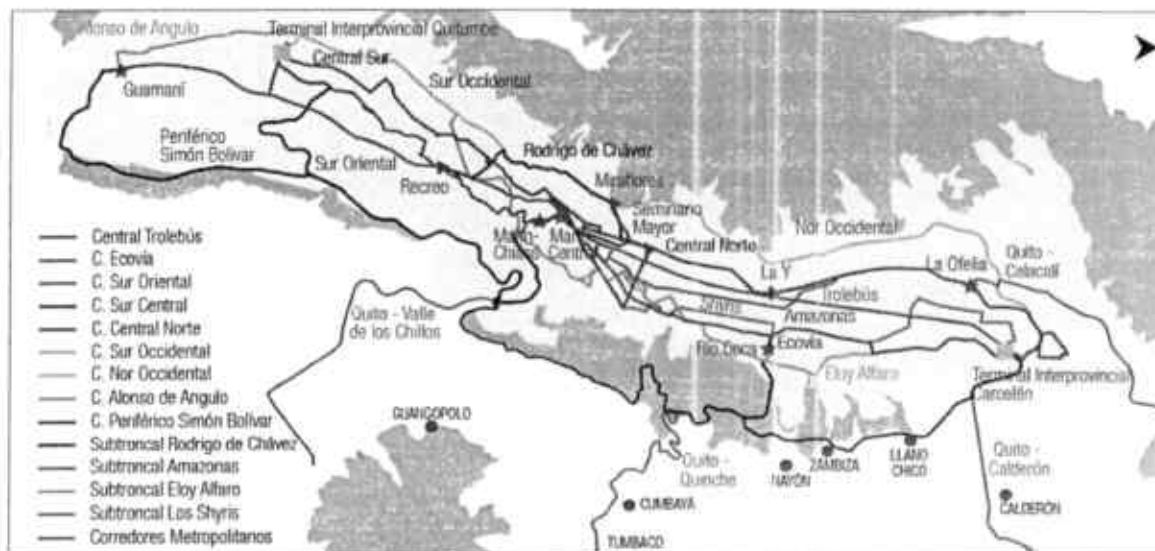 Alonso de Angulo
Terminal Interprovincial Quitumbe
Central Sur
Sur Occidental
Guamaní
Periférico
Simón Bolívar
Sur Oriental
Recreo
Rodrigo de Chávez
Miraflores
Seminario
Mayor
Central Norte
Nor Occidental
La Y
La Ofelia
Quito -
Calacalí
Trolebús
Amazonas
Río Coca
Ecovía
Eloy Alfaro
Terminal Interprovincial
Carcelén
Quito - Valle
de los Chillos
GUANGOPOLO
CUMBAYÁ
TUMBACO
Quito -
Quinche
NAYÓN
ZAMBIZA
LLANO
CHICO
Quito -
Calderón
CALDERÓN
Central Trolebús
C. Ecovía
C. Sur Oriental
C. Sur Central
C. Central Norte
C. Sur Occidental
C. Nor Occidental
C. Alonso de Angulo
C. Periférico Simón Bolívar
Subtroncal Rodrigo de Chávez
Subtroncal Amazonas
Subtroncal Eloy Alfaro
Subtroncal Los Shyris
Corredores Metropolitanos